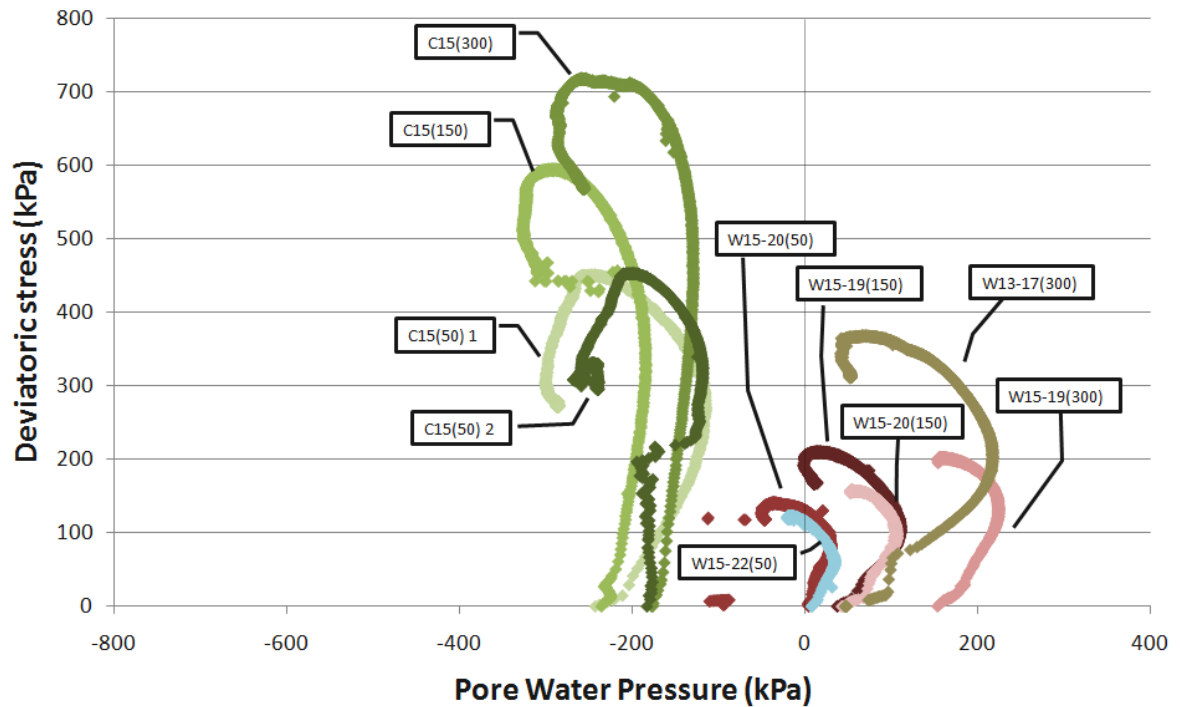 800
700
600
500
400
300
200
100
0
-800
-600
-400
-200
0
200
400
Deviatoric stress (kPa)
Pore Water Pressure (kPa)
C15(300)
C15(150)
C15(50) 1
C15(50) 2
W15-20(50)
W15-19(150)
W13-17(300)
W15-19(300)
W15-20(150)
W15-22(50)